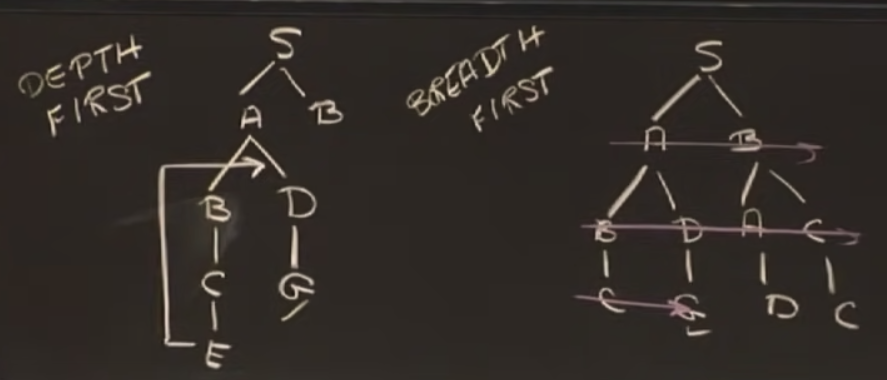 DEPTH
FIRST
S
A B
B D
C G
E
BREADTH
FIRST
S
A B
B D A C
C G D C